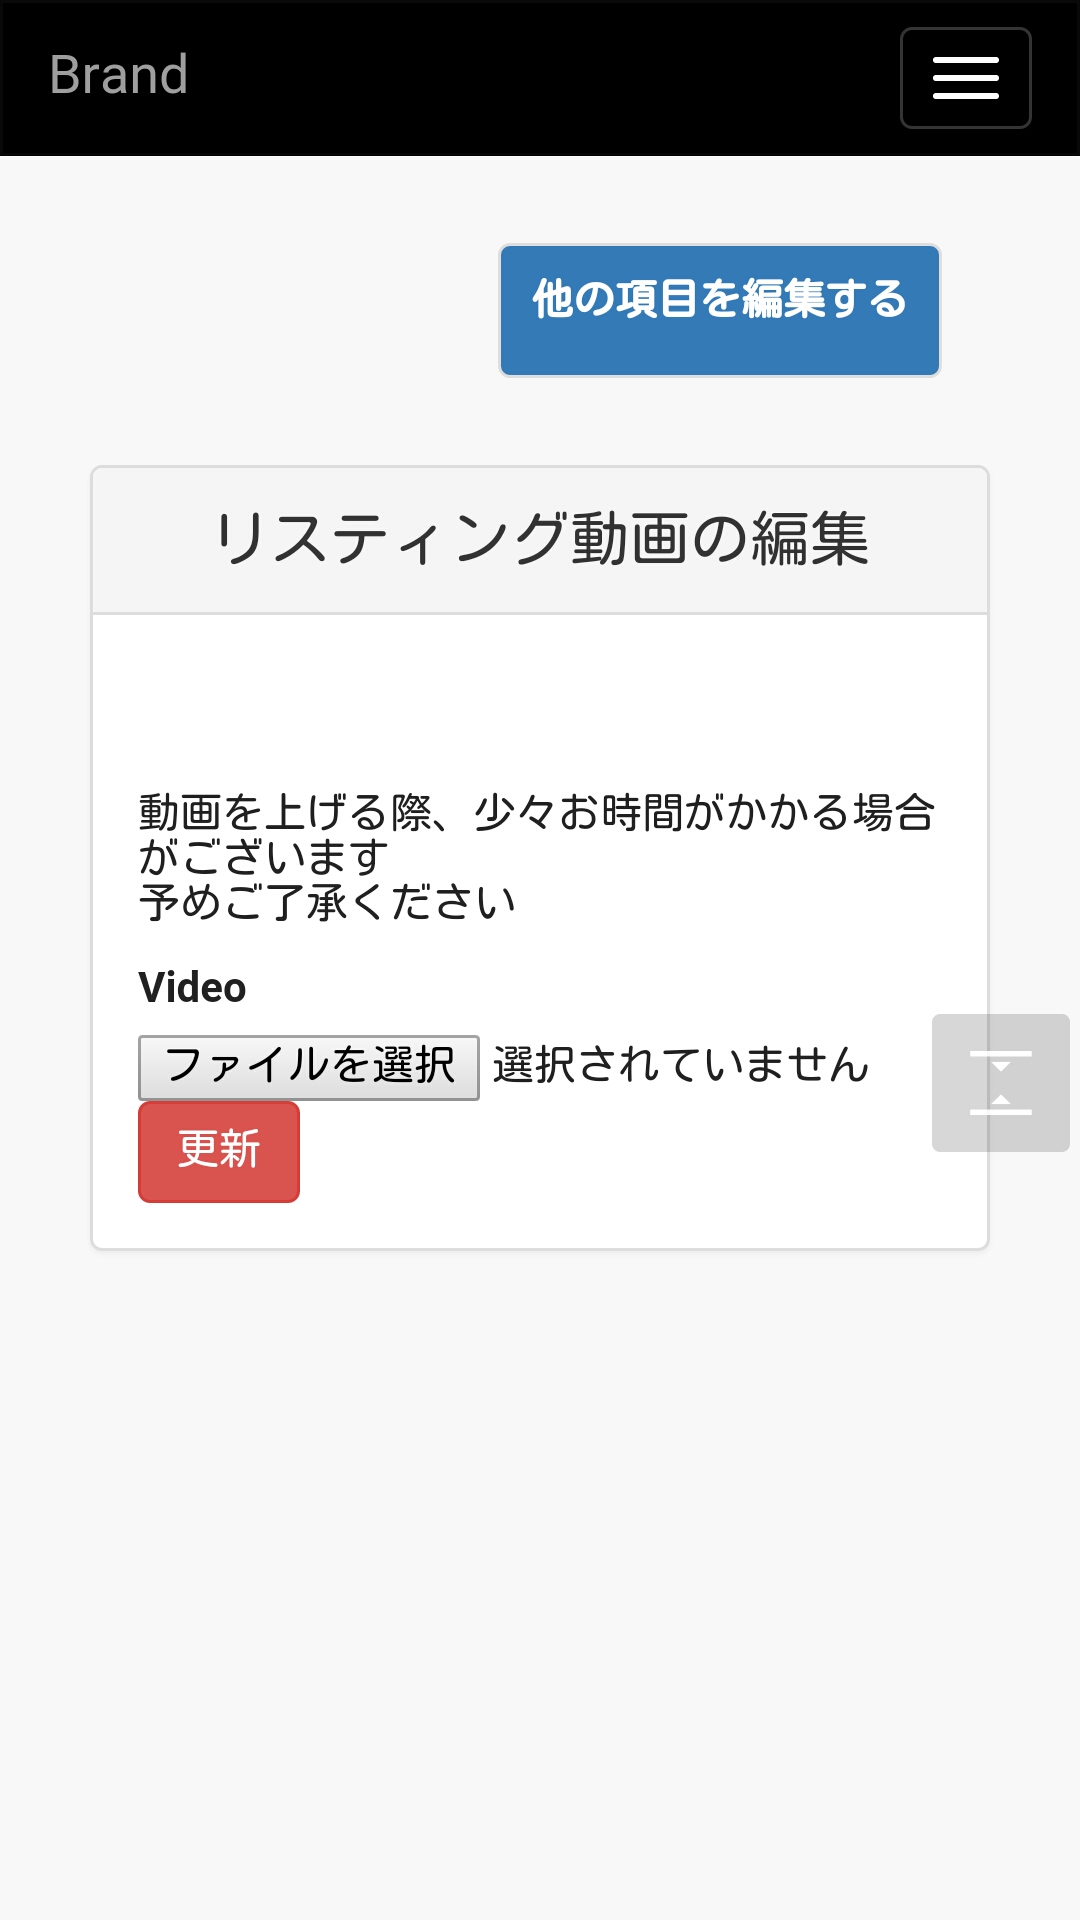 Brand
他の項目を編集する
リスティング動画の編集
動画を上げる際、少々お時間がかかる場合
がございます
予めご了承ください
Video
ファイルを選択 選択されていません
更新